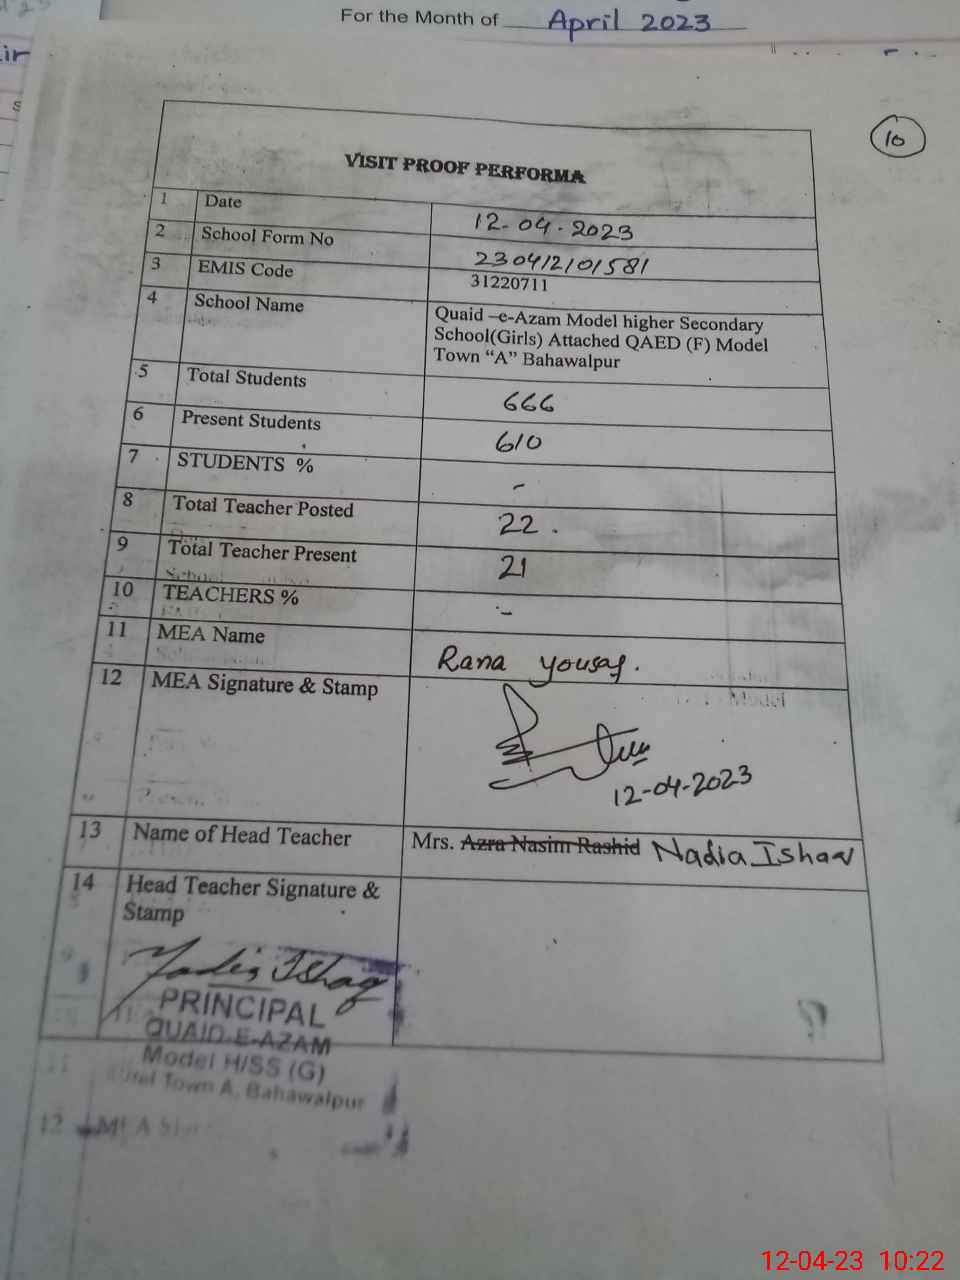 For the Month of April 2023
10
VISIT PROOF PERFORMA
1 Date 12-04-2023
2 School Form No 230412101581
3 EMIS Code 31220711
4 School Name Quaid –e-Azam Model higher Secondary
School(Girls) Attached QAED (F) Model
Town “A” Bahawalpur
5 Total Students 666
6 Present Students 610
7 STUDENTS % -
8 Total Teacher Posted 22.
9 Total Teacher Present 21
10 TEACHERS % -
11 MEA Name Rana yousaf.
12 MEA Signature & Stamp
12-04-2023
13 Name of Head Teacher Mrs. Azra Nasim Rashid Nadia Ishaq
14 Head Teacher Signature &
Stamp
Nadia Ishaq
PRINCIPAL
QUAID-E-AZAM
Model H/SS (G)
Town A, Bahawalpur
12 MEA
12-04-23 10:22